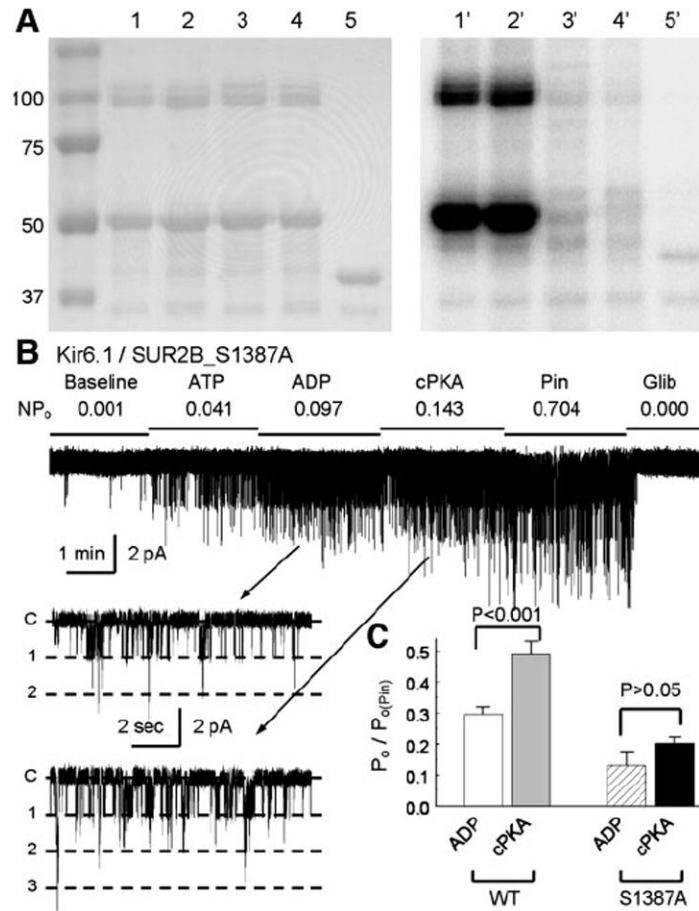 A
1 2 3 4 5 1' 2' 3' 4' 5'
100
75
50
37
B Kir6.1 / SUR2B_S1387A
Baseline ATP ADP cPKA Pin Glib
NPo 0.001 0.041 0.097 0.143 0.704 0.000
1 min 2 pA
C
1
2
2 sec 2 pA
C
1
2
3
C
P<0.001
P>0.05
Po / Po(Pin)
0.5
0.4
0.3
0.2
0.1
0.0
ADP cPKA ADP cPKA
WT S1387A